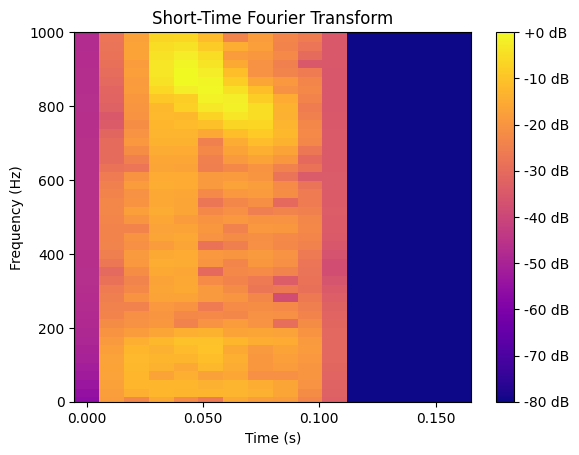 Short-Time Fourier Transform
1000
800
600
400
200
0
Frequency (Hz)
0.000
0.050
0.100
0.150
Time (s)
+0 dB
-10 dB
-20 dB
-30 dB
-40 dB
-50 dB
-60 dB
-70 dB
-80 dB